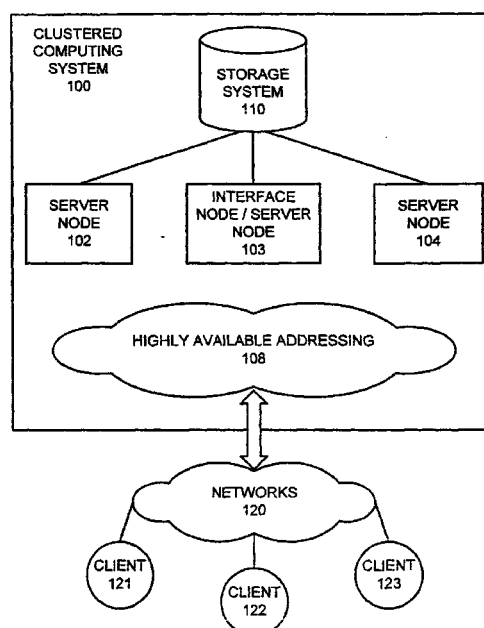 CLUSTERED
COMPUTING
SYSTEM
100
STORAGE
SYSTEM
110
SERVER
NODE
102
INTERFACE
NODE / SERVER
NODE
103
SERVER
NODE
104
HIGHLY AVAILABLE ADDRESSING
108
NETWORKS
120
CLIENT
121
CLIENT
122
CLIENT
123